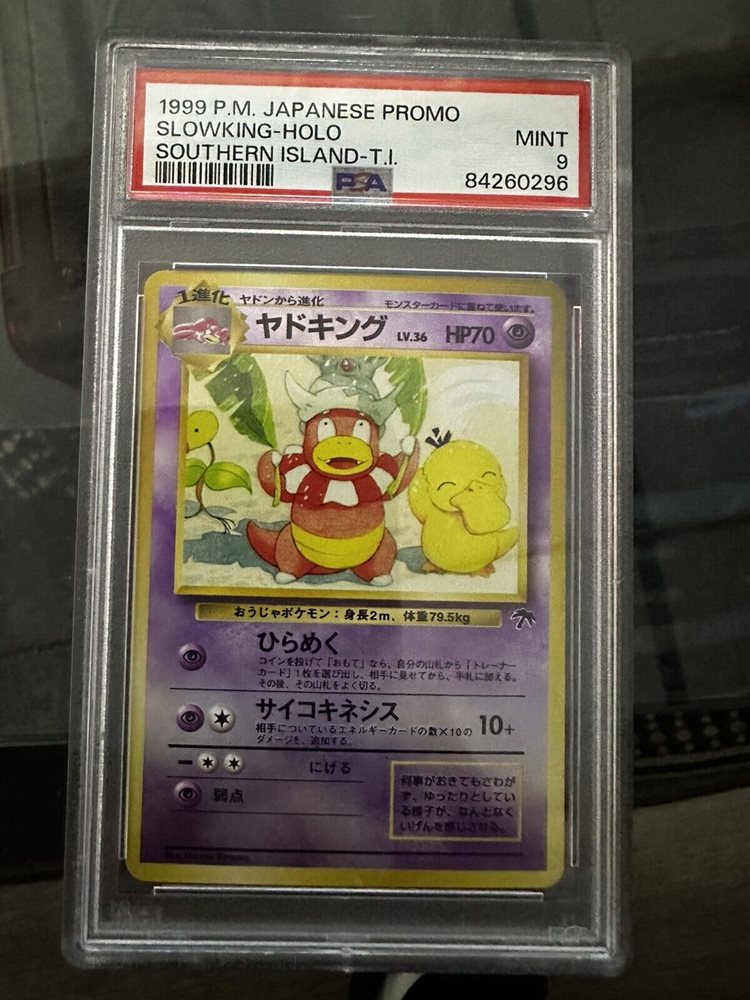 1999 P.M. JAPANESE PROMO
SLOWKING-HOLO MINT
SOUTHERN ISLAND-T.I. 9
PSA 84260296
1進化 ヤドンから進化 モンスターカードに重ねて使います。
ヤドキング LV.36 HP70
おうじゃポケモン：身長2m、体重79.5kg
ひらめく
コインを投げて「おもて」なら、自分の山札から「トレーナー
カード」1枚を選び出し、相手に見せてから、手札に加える。
その後、その山札をよく切る。
サイコキネシス 10+
相手についているエネルギーカードの数×10の
ダメージを、追加する。
にげる
弱点
何事がおきてもさわが
ず、ゆったりとしてい
る様子が、なんとなく
いげんを感じさせる。